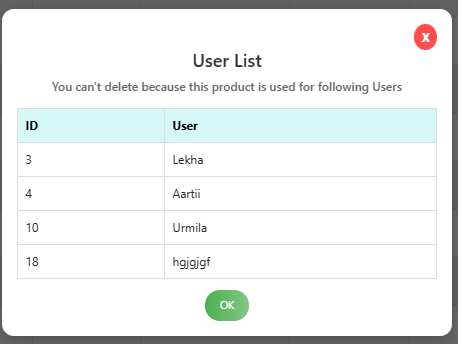 X
User List
You can't delete because this product is used for following Users
ID User
3 Lekha
4 Aartii
10 Urmila
18 hgjgjgf
OK